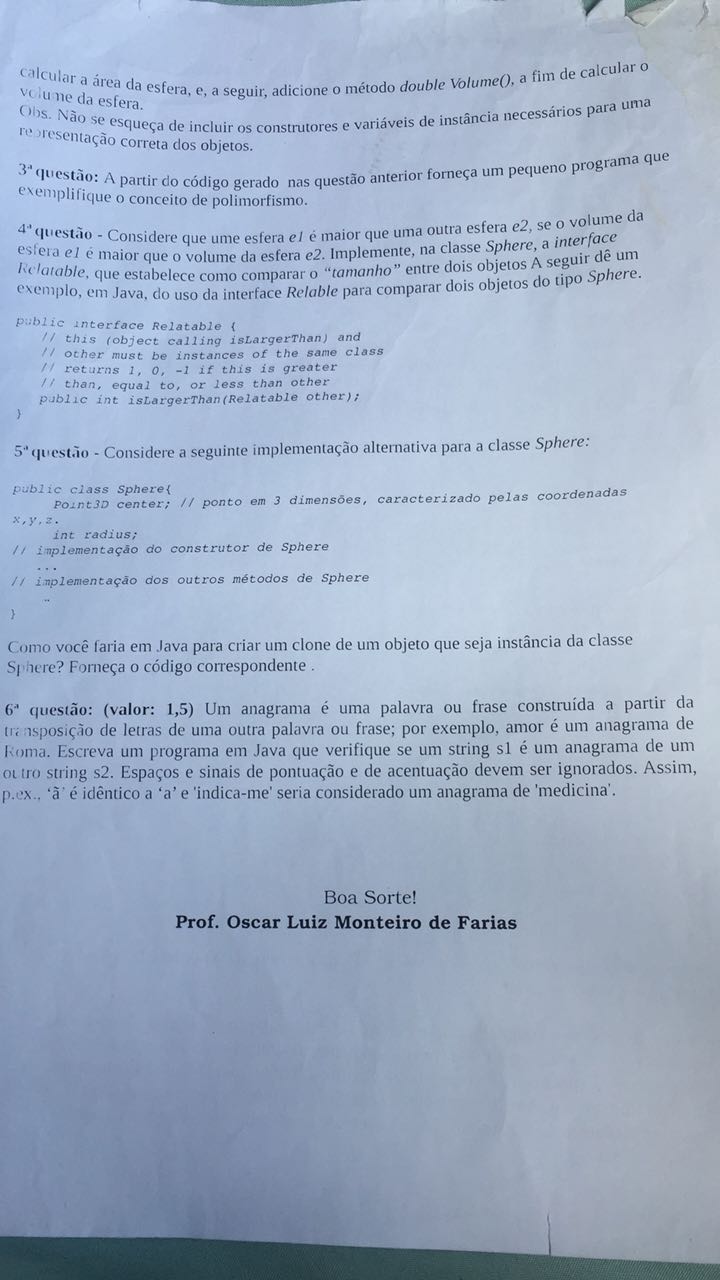 calcular a área da esfera, e, a seguir, adicione o método double Volume(), a fim de calcular o
volume da esfera.
Obs. Não se esqueça de incluir os construtores e variáveis de instância necessários para uma
representação correta dos objetos.
3ª questão: A partir do código gerado nas questão anterior forneça um pequeno programa que
exemplifique o conceito de polimorfismo.
4ª questão - Considere que ume esfera e1 é maior que uma outra esfera e2, se o volume da
esfera e1 é maior que o volume da esfera e2. Implemente, na classe Sphere, a interface
Relatable, que estabelece como comparar o “tamanho” entre dois objetos A seguir dê um
exemplo, em Java, do uso da interface Relable para comparar dois objetos do tipo Sphere.
public interface Relatable {
// this (object calling isLargerThan) and
// other must be instances of the same class
// returns 1, 0, -1 if this is greater
// than, equal to, or less than other
public int isLargerThan(Relatable other);
}
5ª questão - Considere a seguinte implementação alternativa para a classe Sphere:
public class Sphere{
Point3D center; // ponto em 3 dimensões, caracterizado pelas coordenadas
x,y,z.
int radius;
// implementação do construtor de Sphere
...
// implementação dos outros métodos de Sphere
..
}
Como você faria em Java para criar um clone de um objeto que seja instância da classe
Sphere? Forneça o código correspondente .
6ª questão: (valor: 1,5) Um anagrama é uma palavra ou frase construída a partir da
transposição de letras de uma outra palavra ou frase; por exemplo, amor é um anagrama de
Roma. Escreva um programa em Java que verifique se um string s1 é um anagrama de um
outro string s2. Espaços e sinais de pontuação e de acentuação devem ser ignorados. Assim,
p.ex., ‘ã’ é idêntico a ‘a’ e 'indica-me' seria considerado um anagrama de 'medicina'.
Boa Sorte!
Prof. Oscar Luiz Monteiro de Farias